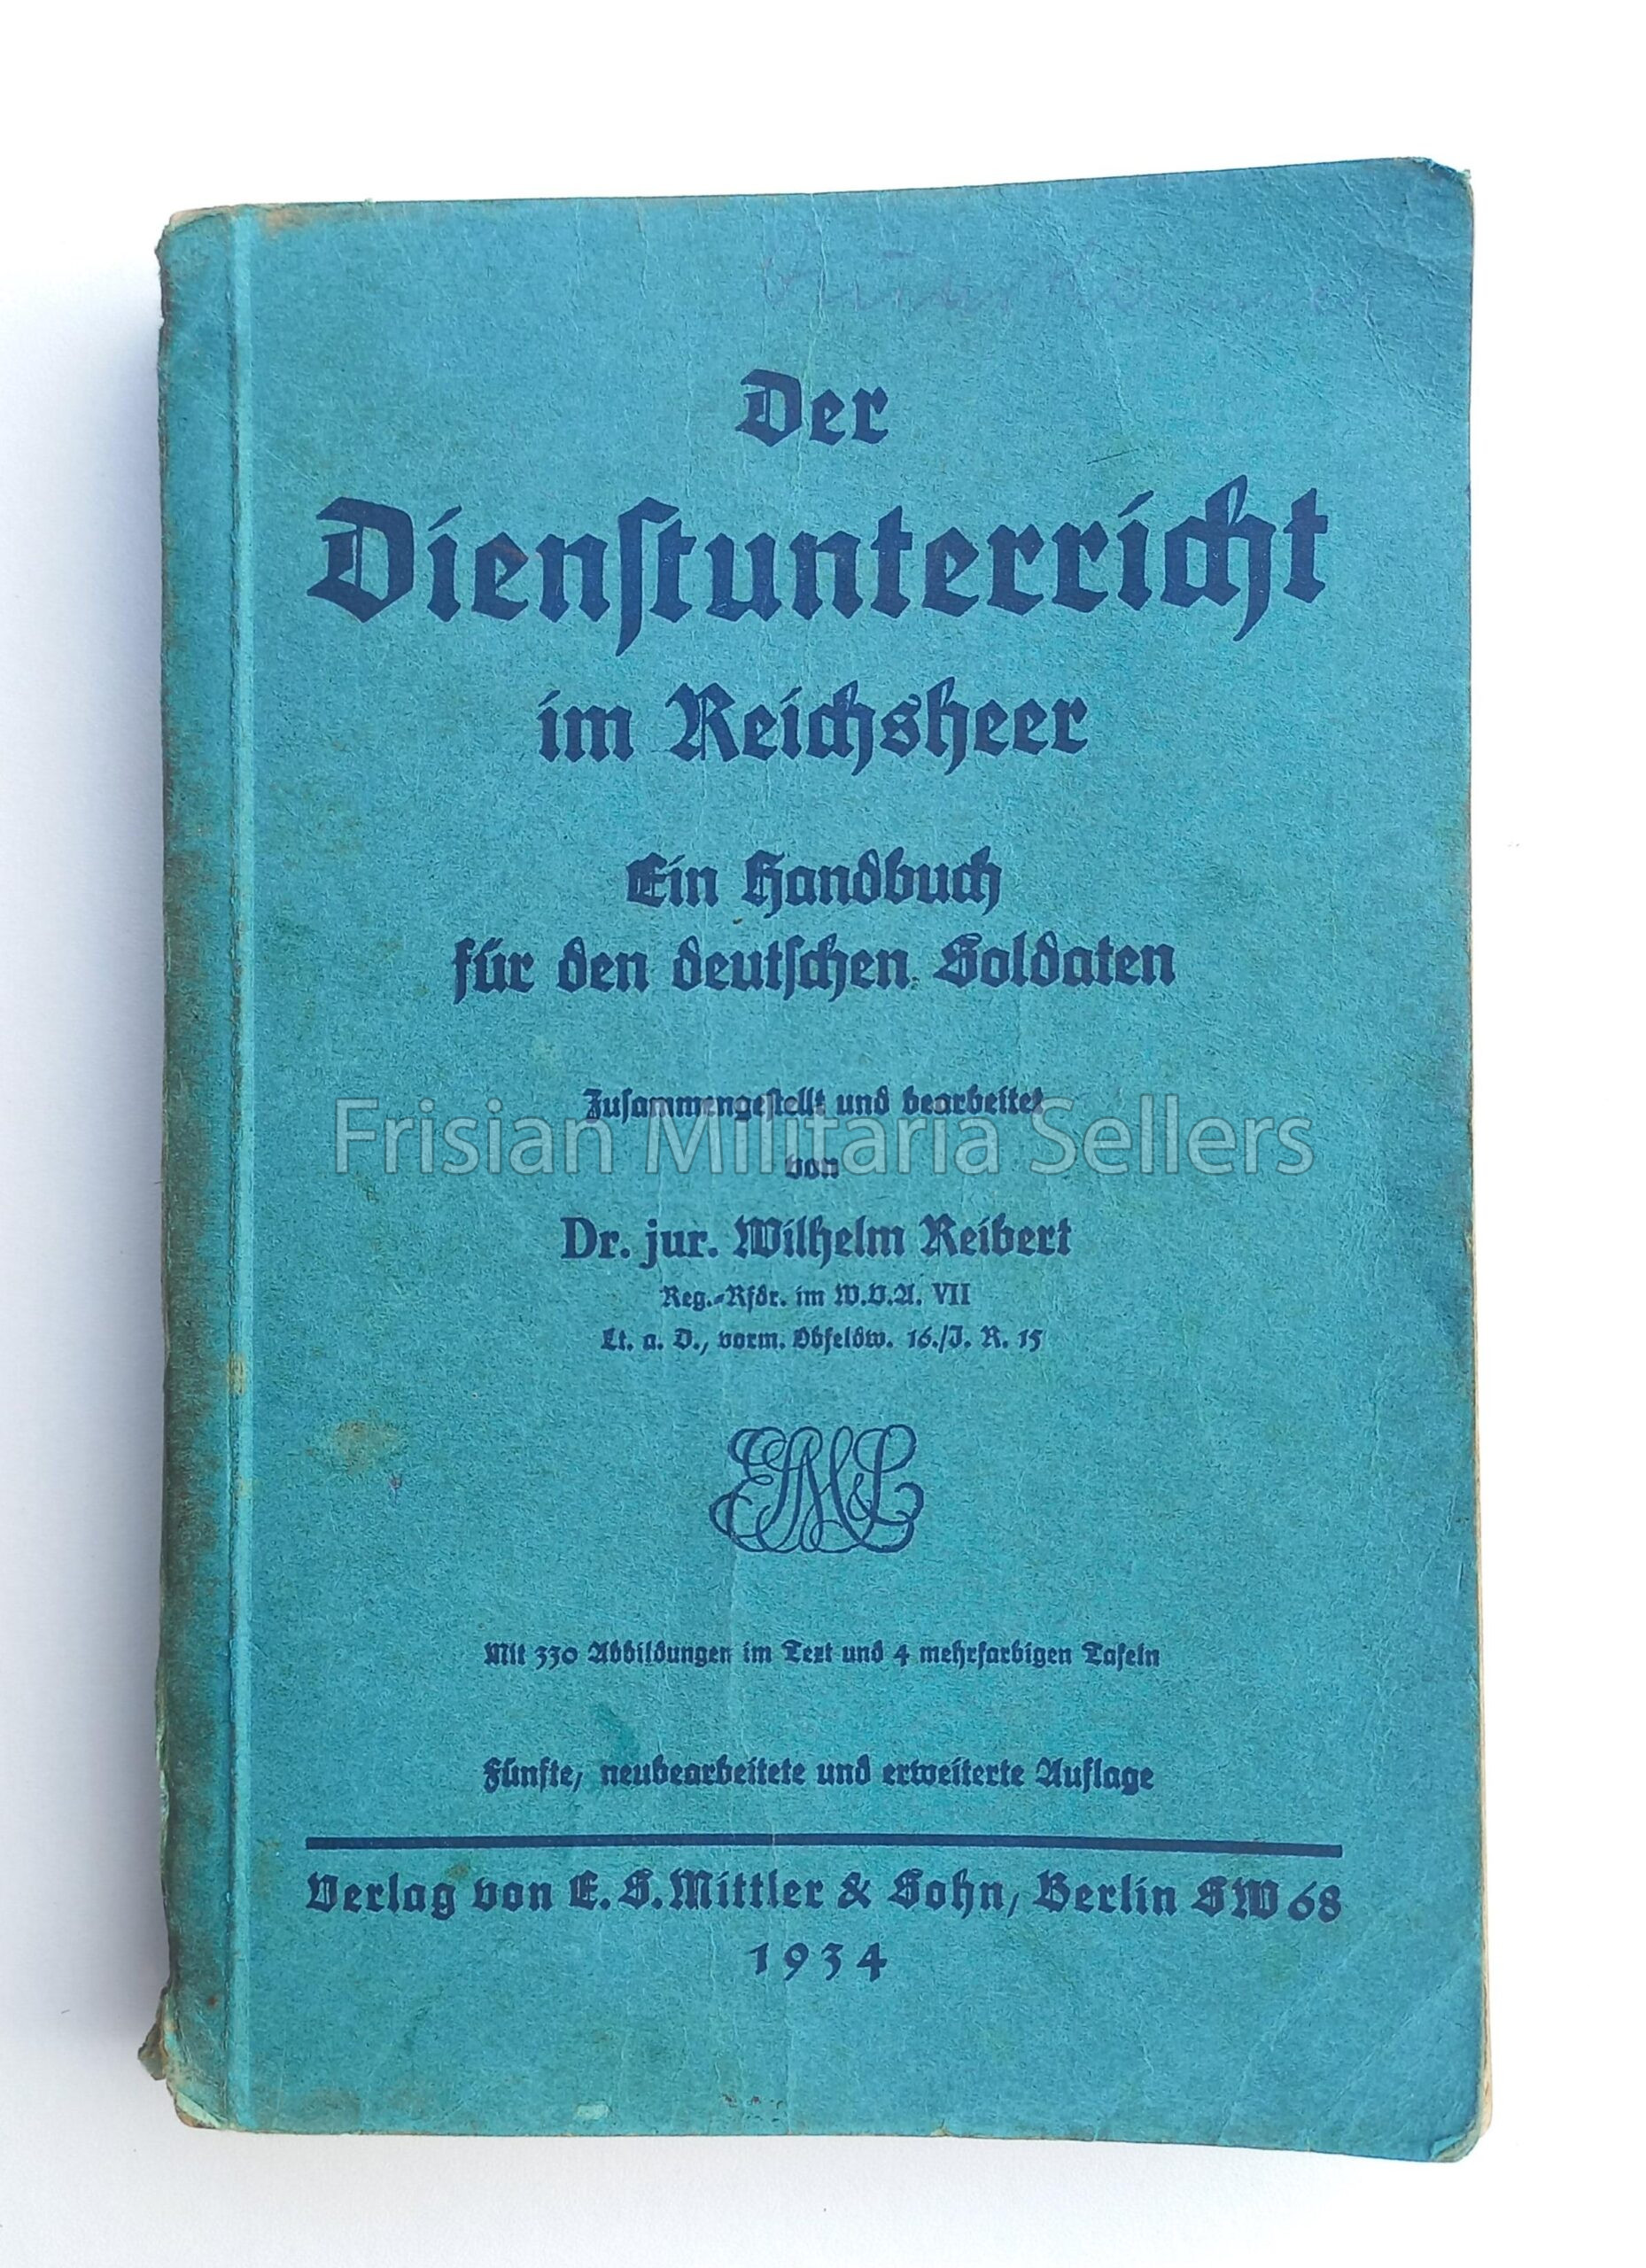 Der
Dienstunterricht
im Reichsheer
Ein Handbuch
für den deutschen Soldaten
Zusammengestellt und bearbeitet
Frisian Militaria Sellers
von
Dr. jur. Wilhelm Reibert
Reg.-Rfdr. im W.V.A. VII
Lt. a. D., vorm. Obfeldw. 16./J. R. 15
ESM&S
Mit 330 Abbildungen im Text und 4 mehrfarbigen Tafeln
Fünfte, neubearbeitete und erweiterte Auflage
Verlag von E. S. Mittler & Sohn, Berlin SW 68
1934